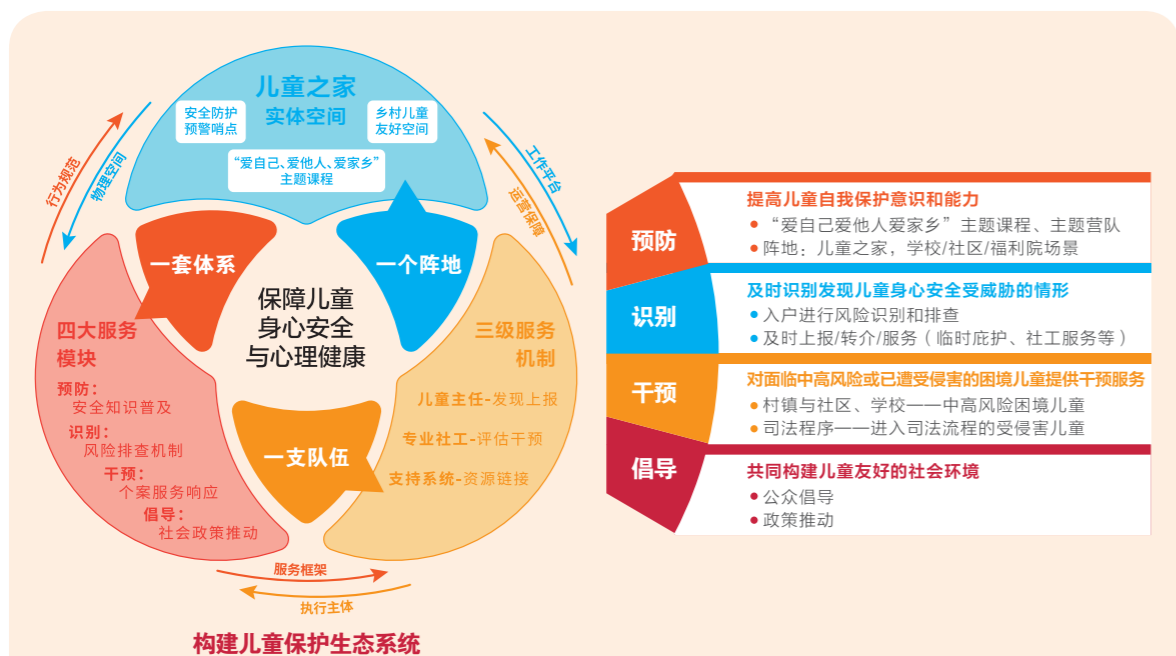 儿童之家
实体空间
安全防护
预警哨点
乡村儿童
友好空间
“爱自己、爱他人、爱家乡”
主题课程
行为规范
物理空间
工作平台
运营保障
一套体系
一个阵地
一支队伍
保障儿童
身心安全
与心理健康
四大服务
模块
预防：
安全知识普及
识别：
风险排查机制
干预：
个案服务响应
倡导：
社会政策推动
三级服务
机制
儿童主任-发现上报
专业社工-评估干预
支持系统-资源链接
服务框架
执行主体
构建儿童保护生态系统
预防
提高儿童自我保护意识和能力
• “爱自己爱他人爱家乡”主题课程、主题营队
• 阵地：儿童之家，学校/社区/福利院场景
识别
及时识别发现儿童身心安全受威胁的情形
• 入户进行风险识别和排查
• 及时上报/转介/服务（临时庇护、社工服务等）
干预
对面临中高风险或已遭受侵害的困境儿童提供干预服务
• 村镇与社区、学校——中高风险困境儿童
• 司法程序——进入司法流程的受侵害儿童
倡导
共同构建儿童友好的社会环境
• 公众倡导
• 政策推动